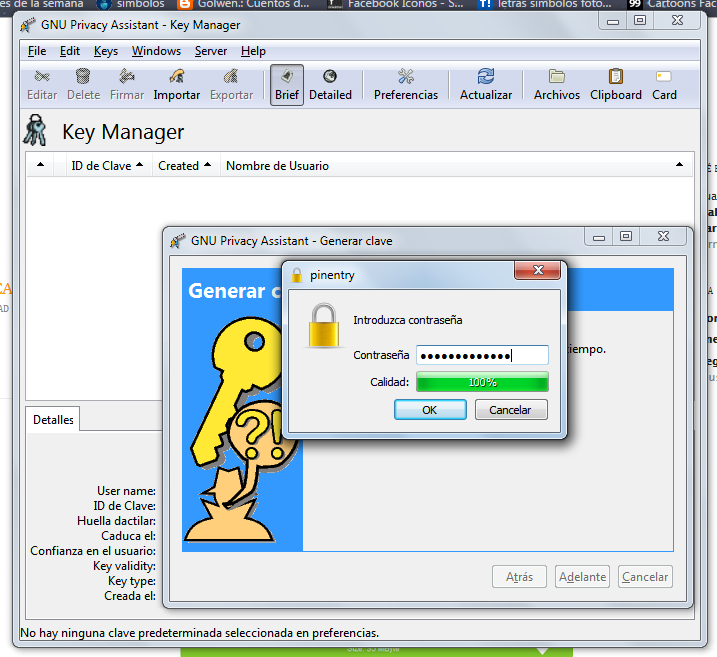 es de la semana símbolos Golwen.: Cuentos d... Facebook Iconos - S... T! letras simbolos foto... 99 Cartoons Fac
GNU Privacy Assistant - Key Manager
File Edit Keys Windows Server Help
Editar Delete Firmar Importar Exportar Brief Detailed Preferencias Actualizar Archivos Clipboard Card
Key Manager
ID de Clave Created Nombre de Usuario
GNU Privacy Assistant - Generar clave
Generar c
pinentry
Introduzca contraseña
Contraseña ●●●●●●●●●●●●●
iempo.
Calidad: 100%
OK Cancelar
Detalles
User name:
ID de Clave:
Huella dactilar:
Caduca el:
Confianza en el usuario:
Key validity:
Key type:
Creada el:
Atrás Adelante Cancelar
No hay ninguna clave predeterminada seleccionada en preferencias.